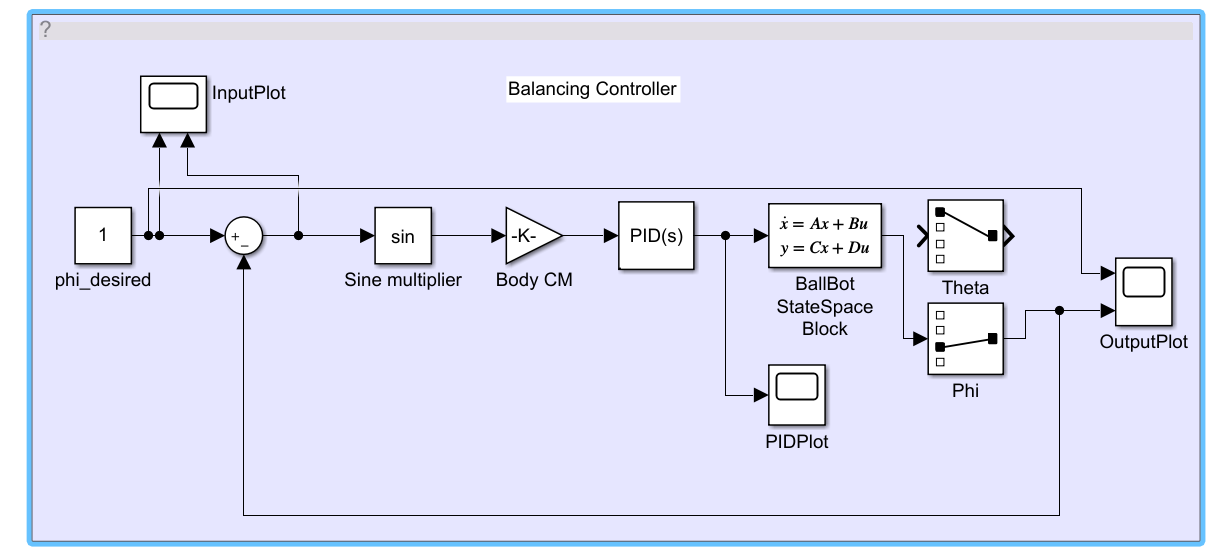 ?
Balancing Controller
InputPlot
1
phi_desired
+
_
sin
Sine multiplier
-K-
Body CM
PID(s)
ẋ = Ax + Bu
y = Cx + Du
BallBot
StateSpace
Block
Theta
Phi
OutputPlot
PIDPlot